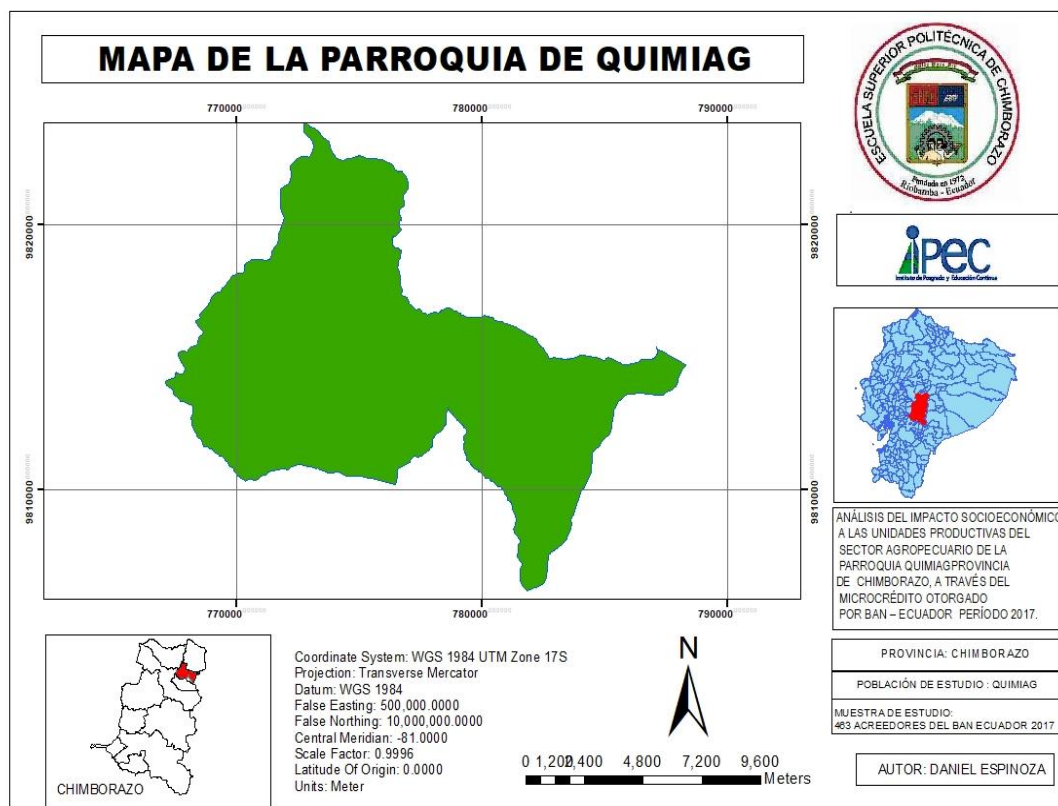 MAPA DE LA PARROQUIA DE QUIMIAG
770000 780000 790000
9820000 9820000
9810000 9810000
770000 780000 790000
ESCUELA SUPERIOR POLITÉCNICA DE CHIMBORAZO
Fundada en 1972
Riobamba - Ecuador
IPEC
Instituto de Posgrado y Educación Continua
ANÁLISIS DEL IMPACTO SOCIOECONÓMICO
A LAS UNIDADES PRODUCTIVAS DEL
SECTOR AGROPECUARIO DE LA
PARROQUIA QUIMIAGPROVINCIA
DE CHIMBORAZO, A TRAVÉS DEL
MICROCRÉDITO OTORGADO
POR BAN – ECUADOR PERÍODO 2017.
PROVINCIA: CHIMBORAZO
POBLACIÓN DE ESTUDIO : QUIMIAG
MUESTRA DE ESTUDIO:
463 ACREEDORES DEL BAN ECUADOR 2017
AUTOR: DANIEL ESPINOZA
CHIMBORAZO
Coordinate System: WGS 1984 UTM Zone 17S
Projection: Transverse Mercator
Datum: WGS 1984
False Easting: 500,000.0000
False Northing: 10,000,000.0000
Central Meridian: -81.0000
Scale Factor: 0.9996
Latitude Of Origin: 0.0000
Units: Meter
N
0 1,200 2,400 4,800 7,200 9,600
Meters